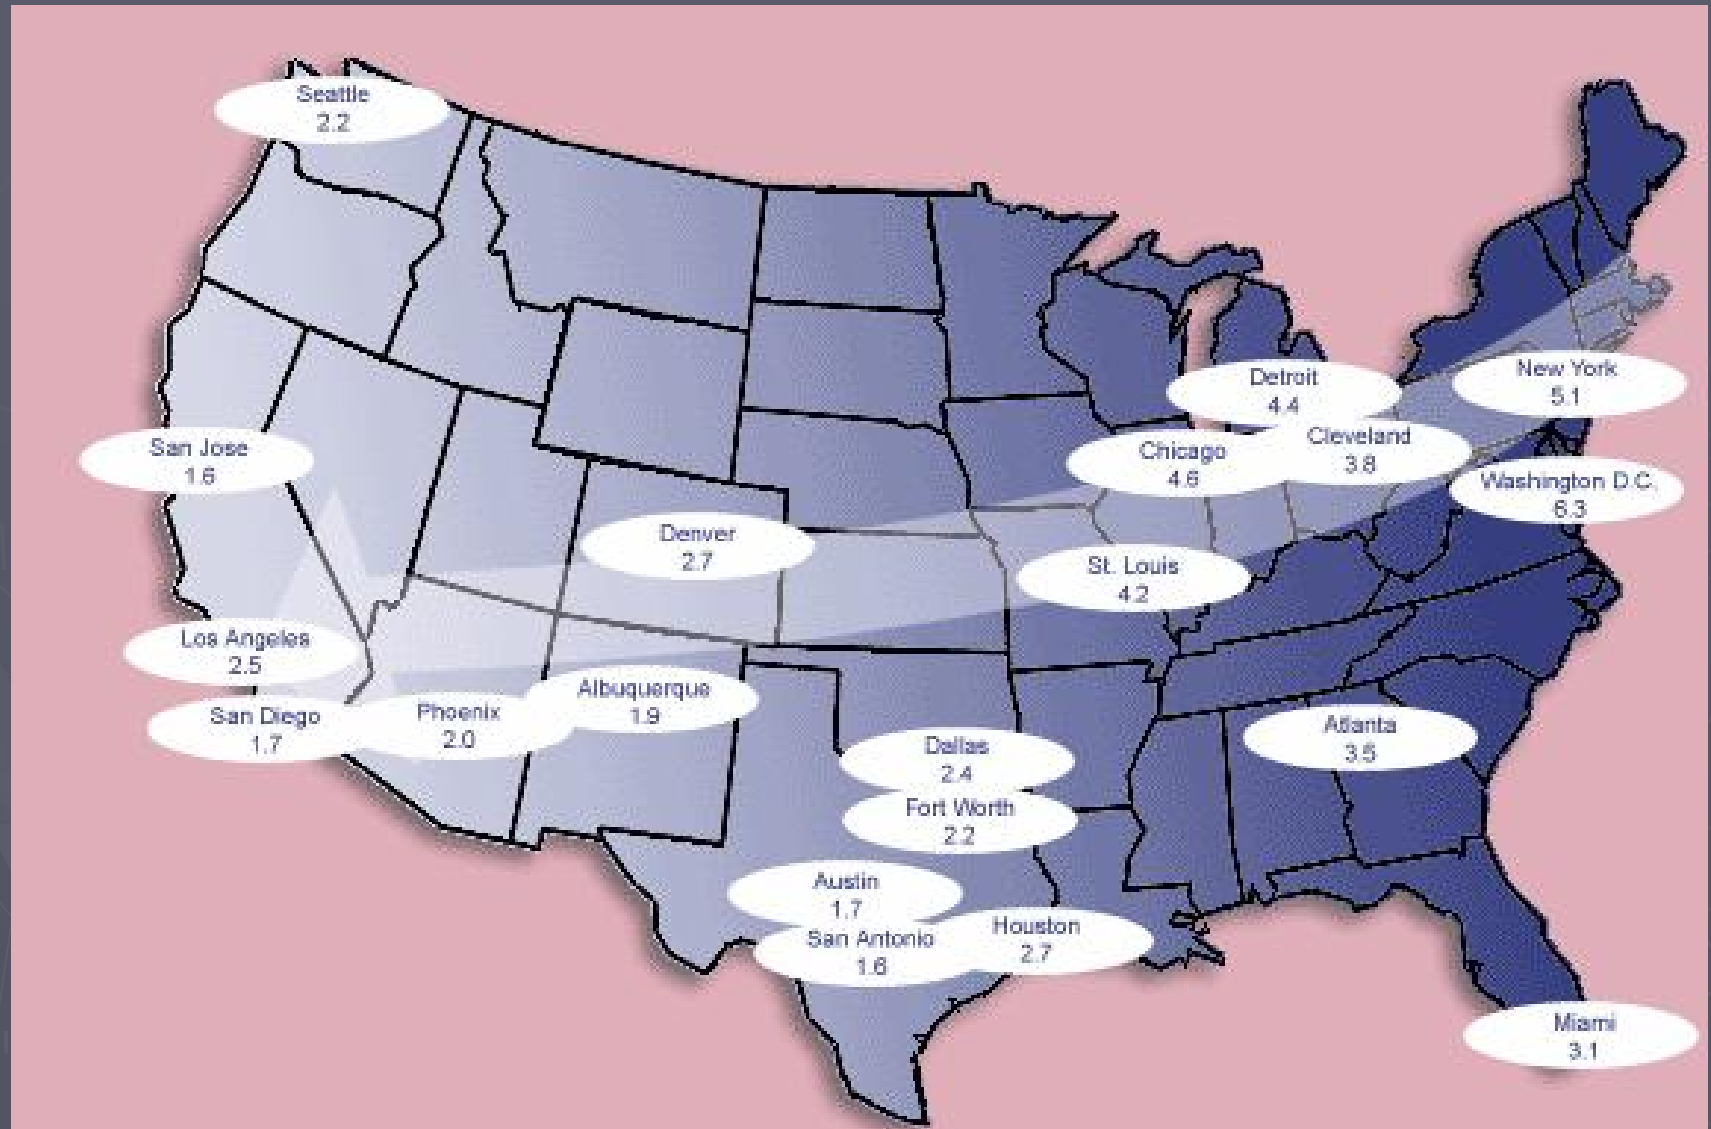 Seattle
2.2
New York
5.1
Detroit
4.4
Cleveland
3.8
San Jose
1.6
Chicago
4.6
Washington D.C.
6.3
Denver
2.7
St. Louis
4.2
Los Angeles
2.5
Albuquerque
1.9
San Diego
1.7
Phoenix
2.0
Atlanta
3.5
Dallas
2.4
Fort Worth
2.2
Austin
1.7
Houston
2.7
San Antonio
1.6
Miami
3.1